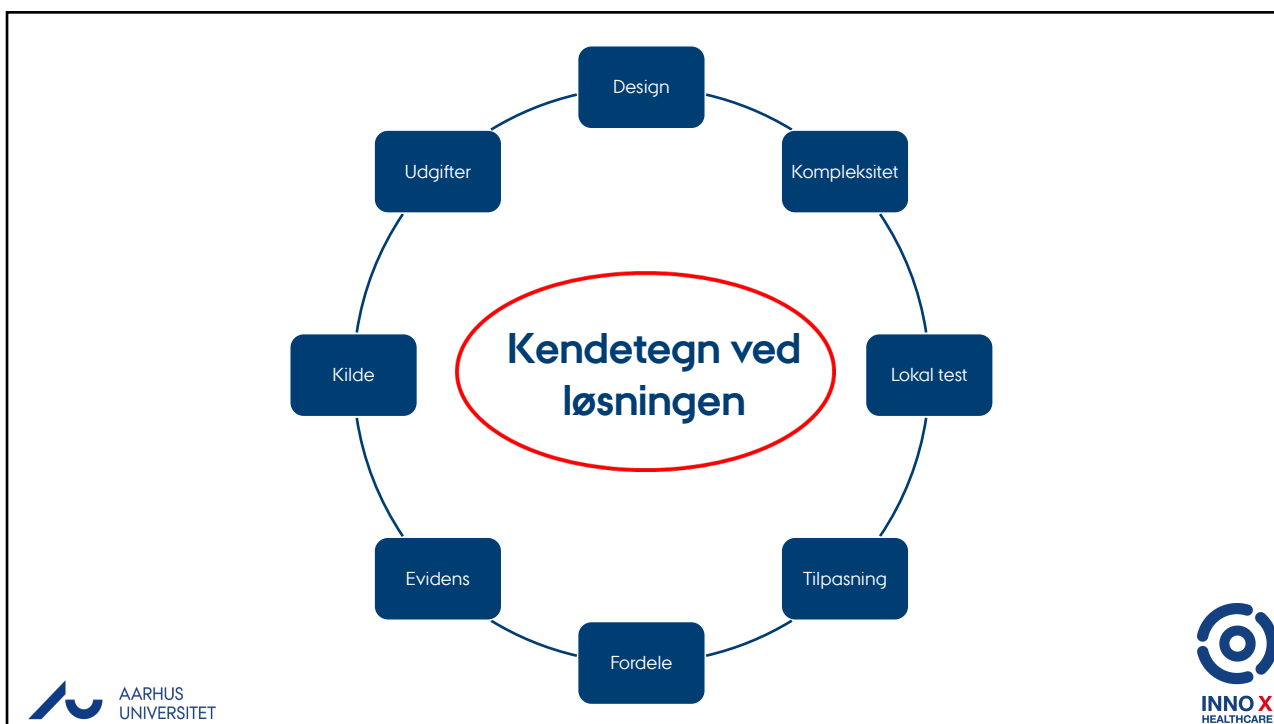 Design
Udgifter
Kompleksitet
Kendetegn ved
løsningen
Kilde
Lokal test
Evidens
Tilpasning
Fordele
AARHUS
UNIVERSITET
INNO X
HEALTHCARE